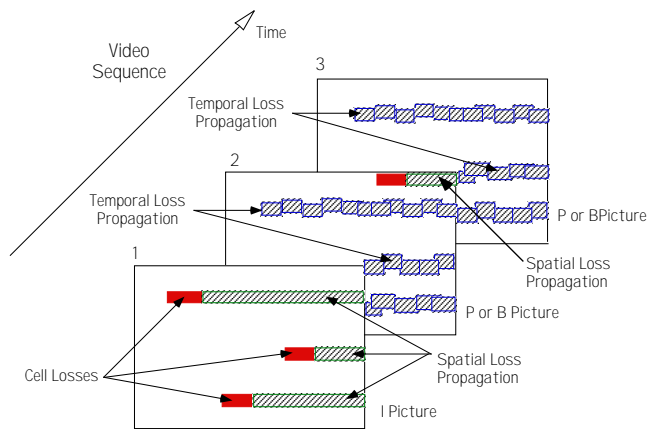 Time
Video
Sequence
3
Temporal Loss
Propagation
2
Temporal Loss
Propagation
P or BPicture
1
Spatial Loss
Propagation
P or B Picture
Spatial Loss
Propagation
Cell Losses
I Picture